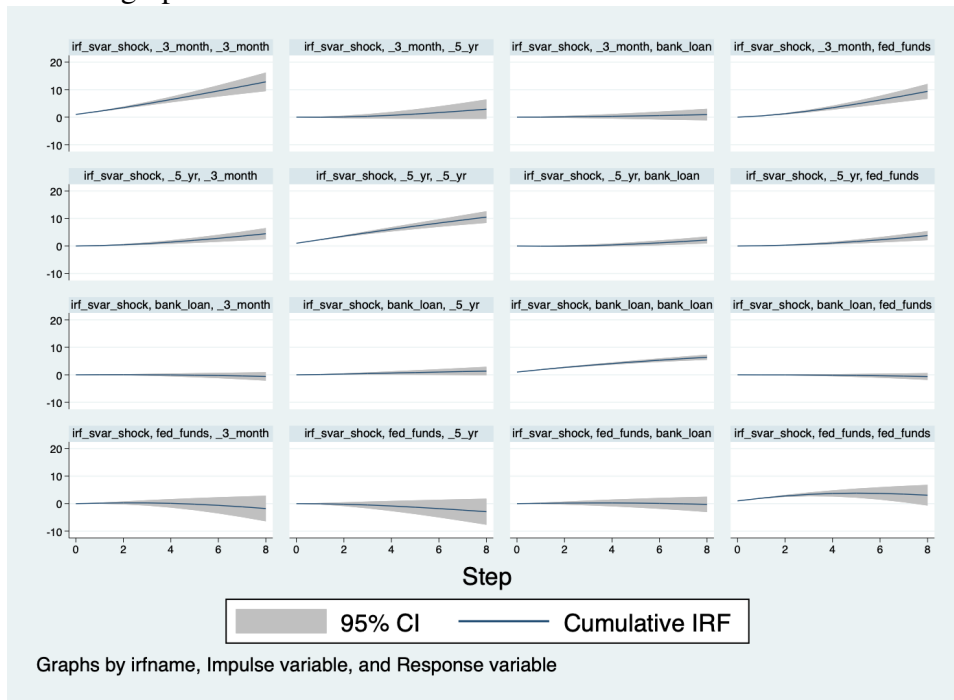 irf_svar_shock, _3_month, _3_month irf_svar_shock, _3_month, _5_yr irf_svar_shock, _3_month, bank_loan irf_svar_shock, _3_month, fed_funds
20
10
0
-10
irf_svar_shock, _5_yr, _3_month irf_svar_shock, _5_yr, _5_yr irf_svar_shock, _5_yr, bank_loan irf_svar_shock, _5_yr, fed_funds
20
10
0
-10
irf_svar_shock, bank_loan, _3_month irf_svar_shock, bank_loan, _5_yr irf_svar_shock, bank_loan, bank_loan irf_svar_shock, bank_loan, fed_funds
20
10
0
-10
irf_svar_shock, fed_funds, _3_month irf_svar_shock, fed_funds, _5_yr irf_svar_shock, fed_funds, bank_loan irf_svar_shock, fed_funds, fed_funds
20
10
0
-10
0 2 4 6 8 0 2 4 6 8 0 2 4 6 8 0 2 4 6 8
Step
95% CI Cumulative IRF
Graphs by irfname, Impulse variable, and Response variable